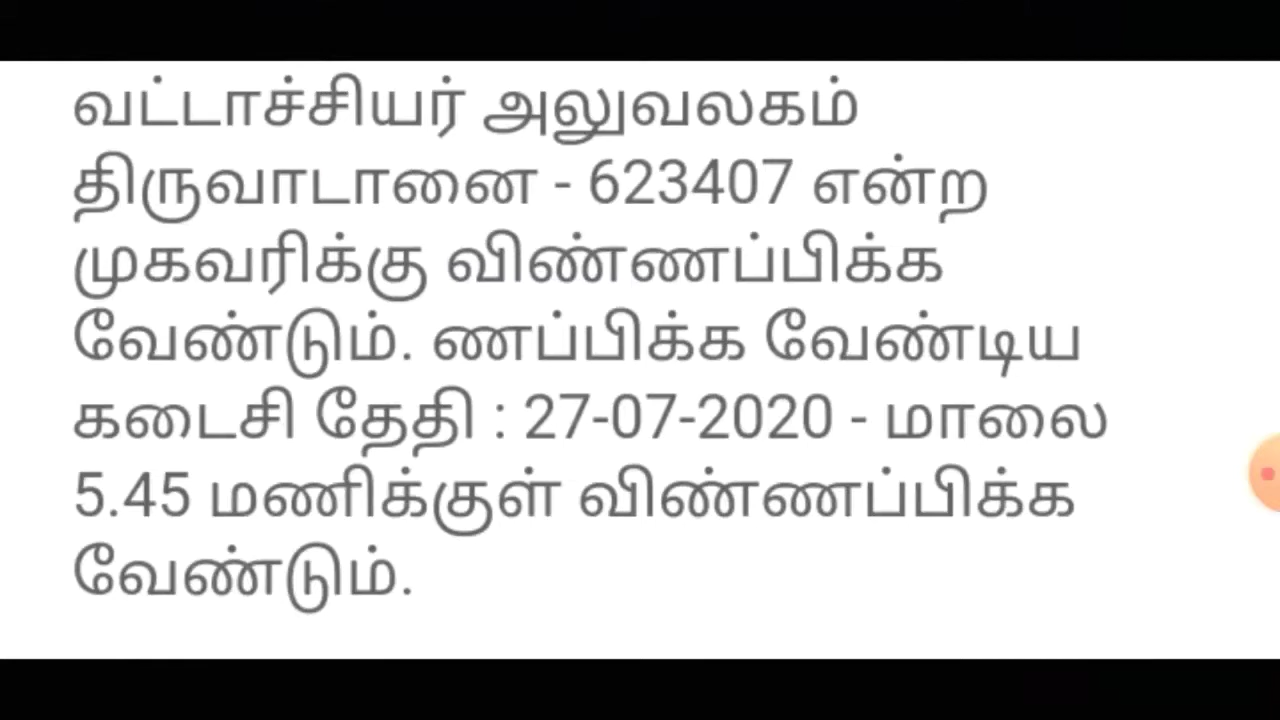 வட்டாச்சியர் அலுவலகம்
திருவாடானை - 623407 என்ற
முகவரிக்கு விண்ணப்பிக்க
வேண்டும். ணப்பிக்க வேண்டிய
கடைசி தேதி : 27-07-2020 - மாலை
5.45 மணிக்குள் விண்ணப்பிக்க
வேண்டும்.